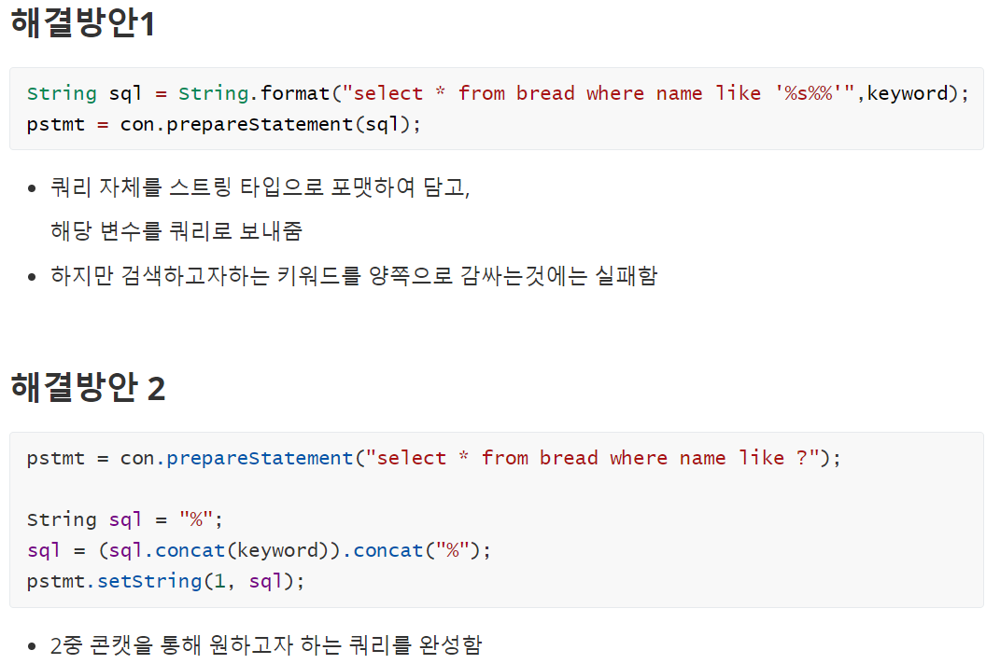 해결방안1
String sql = String.format("select * from bread where name like '%s%%'",keyword);
pstmt = con.prepareStatement(sql);
• 쿼리 자체를 스트링 타입으로 포맷하여 담고,
해당 변수를 쿼리로 보내줌
• 하지만 검색하고자하는 키워드를 양쪽으로 감싸는것에는 실패함
해결방안 2
pstmt = con.prepareStatement("select * from bread where name like ?");
String sql = "%";
sql = (sql.concat(keyword)).concat("%");
pstmt.setString(1, sql);
• 2중 콘캣을 통해 원하고자 하는 쿼리를 완성함